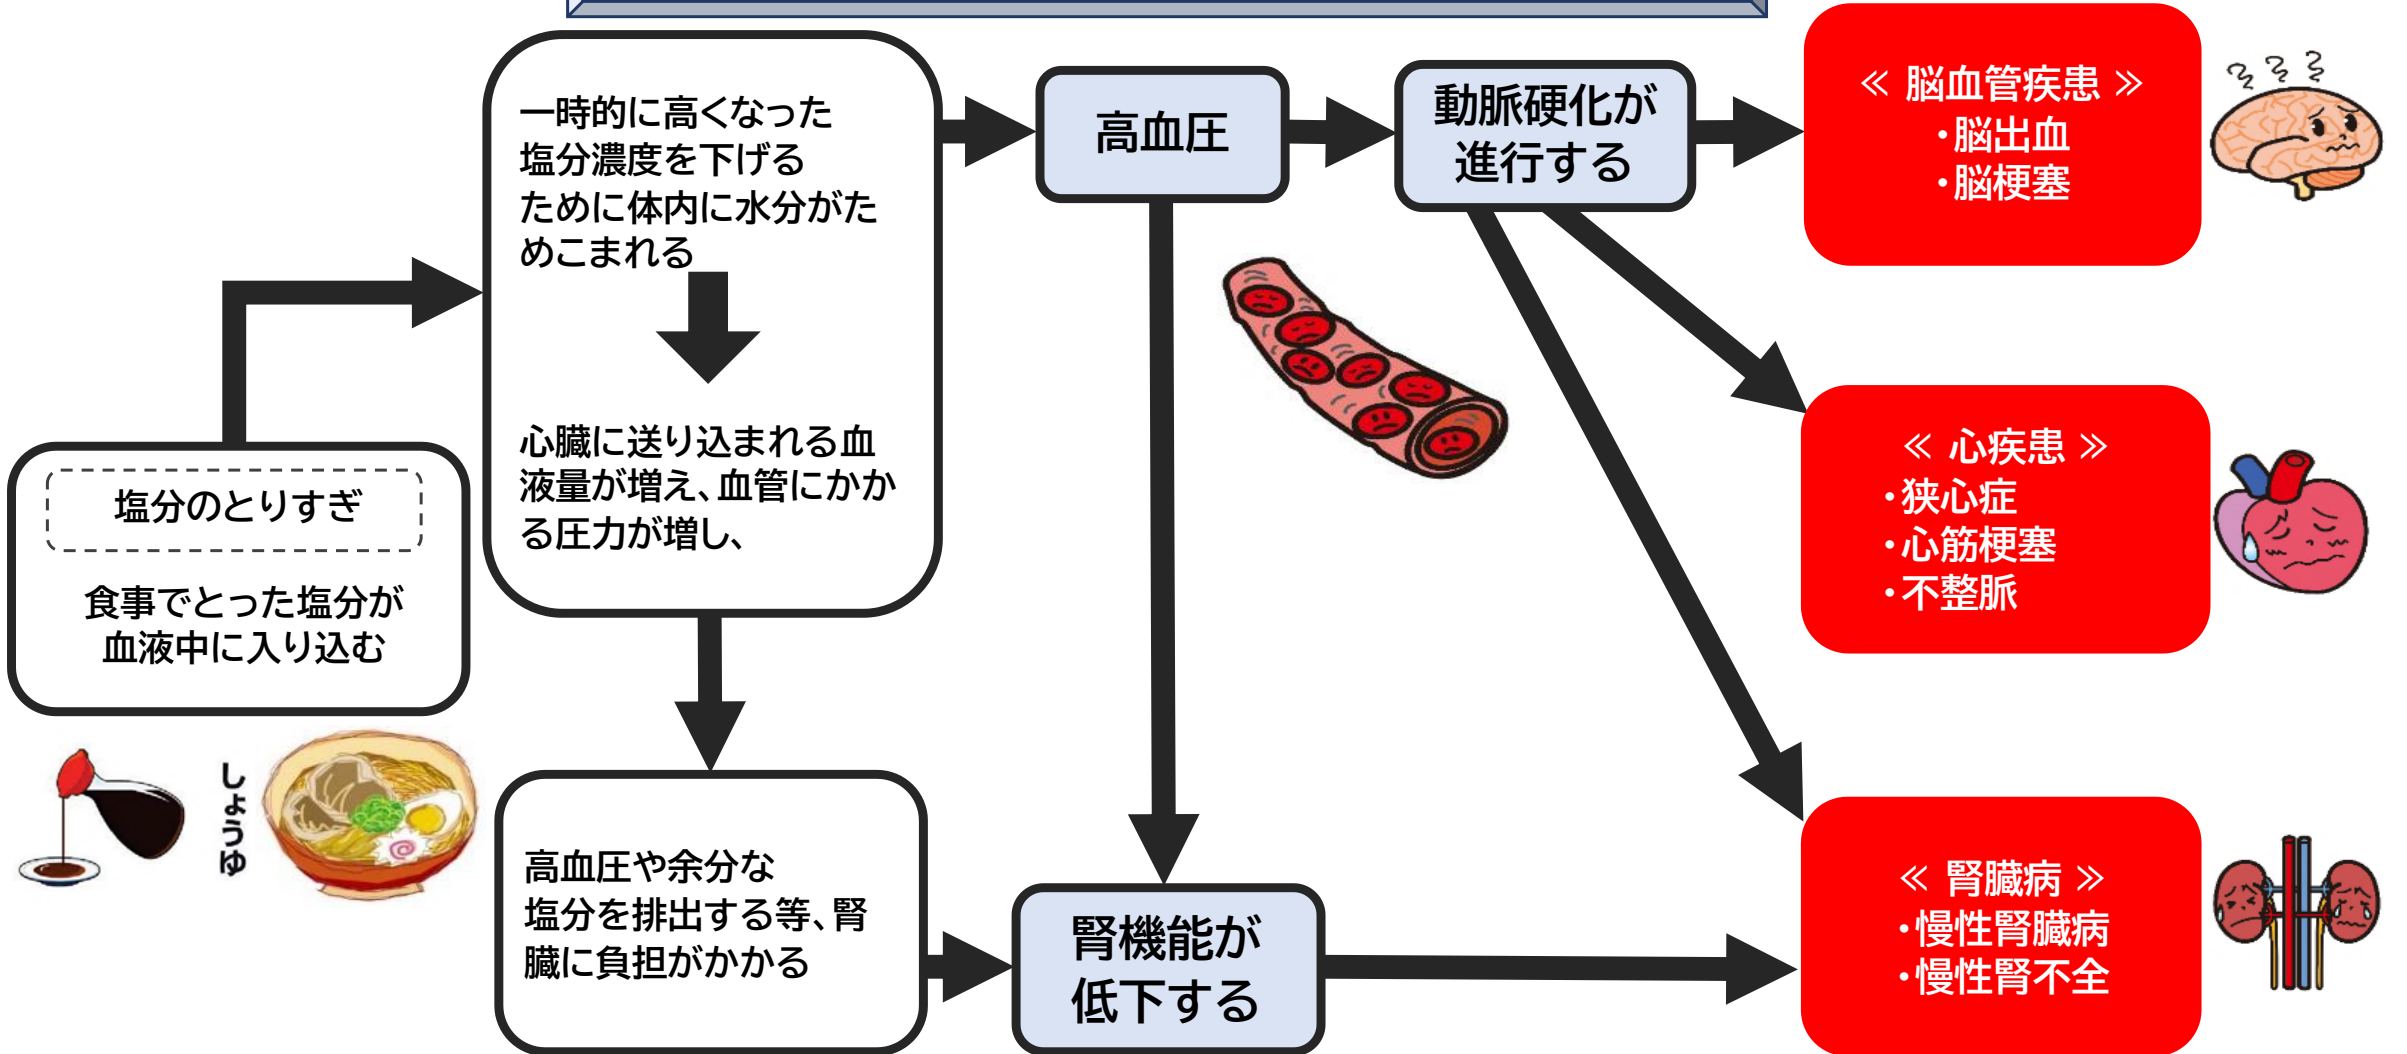 塩分のとりすぎ
食事でとった塩分が
血液中に入り込む
しょうゆ
一時的に高くなった
塩分濃度を下げる
ために体内に水分がた
めこまれる
心臓に送り込まれる血
液量が増え、血管にかか
る圧力が増し、
高血圧や余分な
塩分を排出する等、腎
臓に負担がかかる
高血圧
動脈硬化が
進行する
腎機能が
低下する
≪ 脳血管疾患 ≫
・脳出血
・脳梗塞
≪ 心疾患 ≫
・狭心症
・心筋梗塞
・不整脈
≪ 腎臓病 ≫
・慢性腎臓病
・慢性腎不全